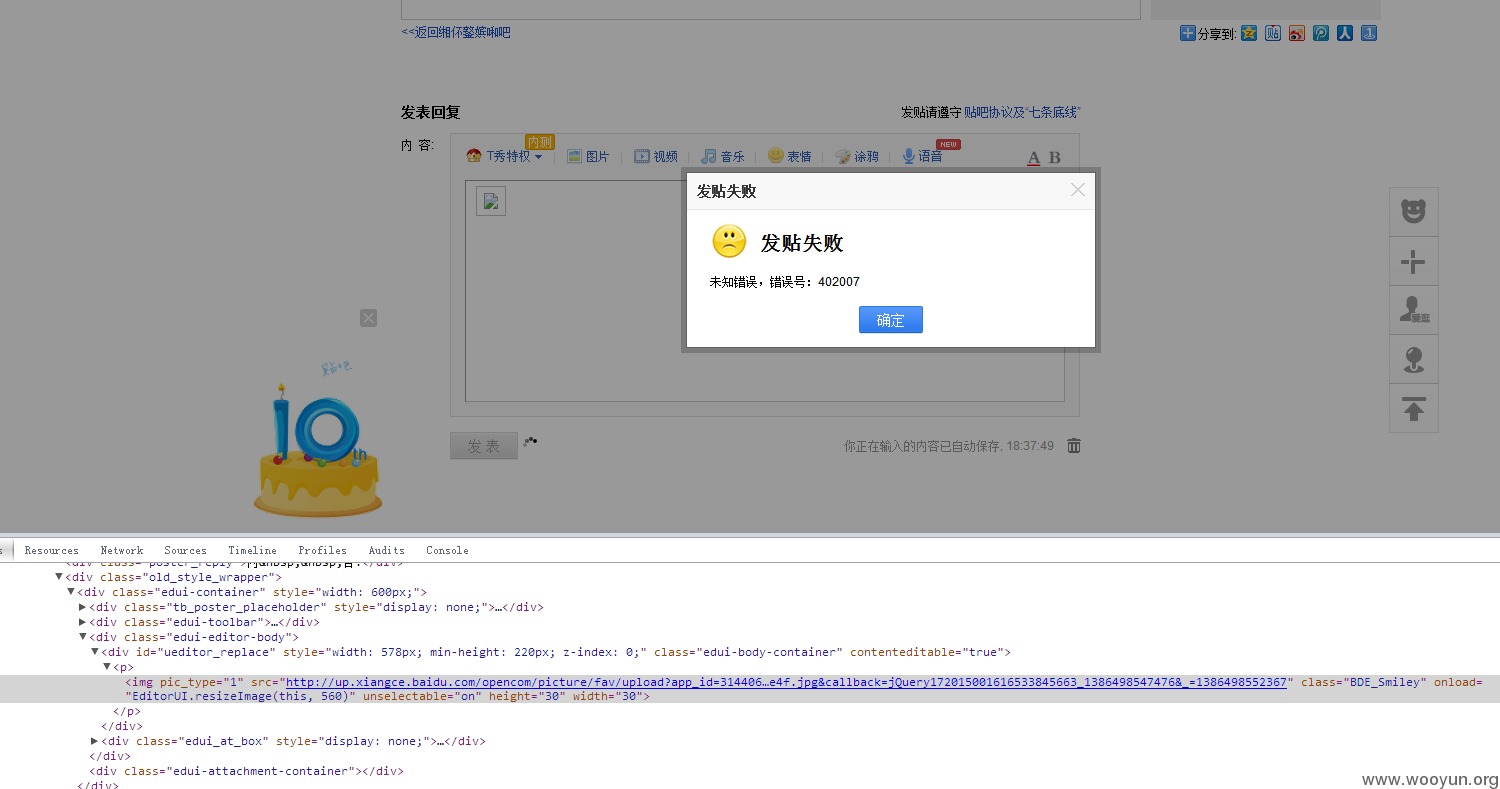 <<返回缃伓鐜嫔啝吧
分享到:
发表回复
发贴请遵守 贴吧协议及“七条底线”
内 容:
内测
NEW
T秀特权 图片 视频 音乐 表情 涂鸦 语音 A B
发贴失败
发贴失败
未知错误，错误号：402007
确定
爱逛
10th
发 表
你正在输入的内容已自动保存, 18:37:49
Resources Network Sources Timeline Profiles Audits Console
▼<div class="old_style_wrapper">
▼<div class="edui-container" style="width: 600px;">
▶<div class="tb_poster_placeholder" style="display: none;">…</div>
▶<div class="edui-toolbar">…</div>
▼<div class="edui-editor-body">
▼<div id="ueditor_replace" style="width: 578px; min-height: 220px; z-index: 0;" class="edui-body-container" contenteditable="true">
▼<p>
<img pic_type="1" src="http://up.xiangce.baidu.com/opencom/picture/fav/upload?app_id=314406…e4f.jpg&callback=jQuery172015001616533845663_1386498547476&_=1386498552367" class="BDE_Smiley" onload=
"EditorUI.resizeImage(this, 560)" unselectable="on" height="30" width="30">
</p>
</div>
▶<div class="edui_at_box" style="display: none;">…</div>
</div>
<div class="edui-attachment-container"></div>
</div>
www.wooyun.org